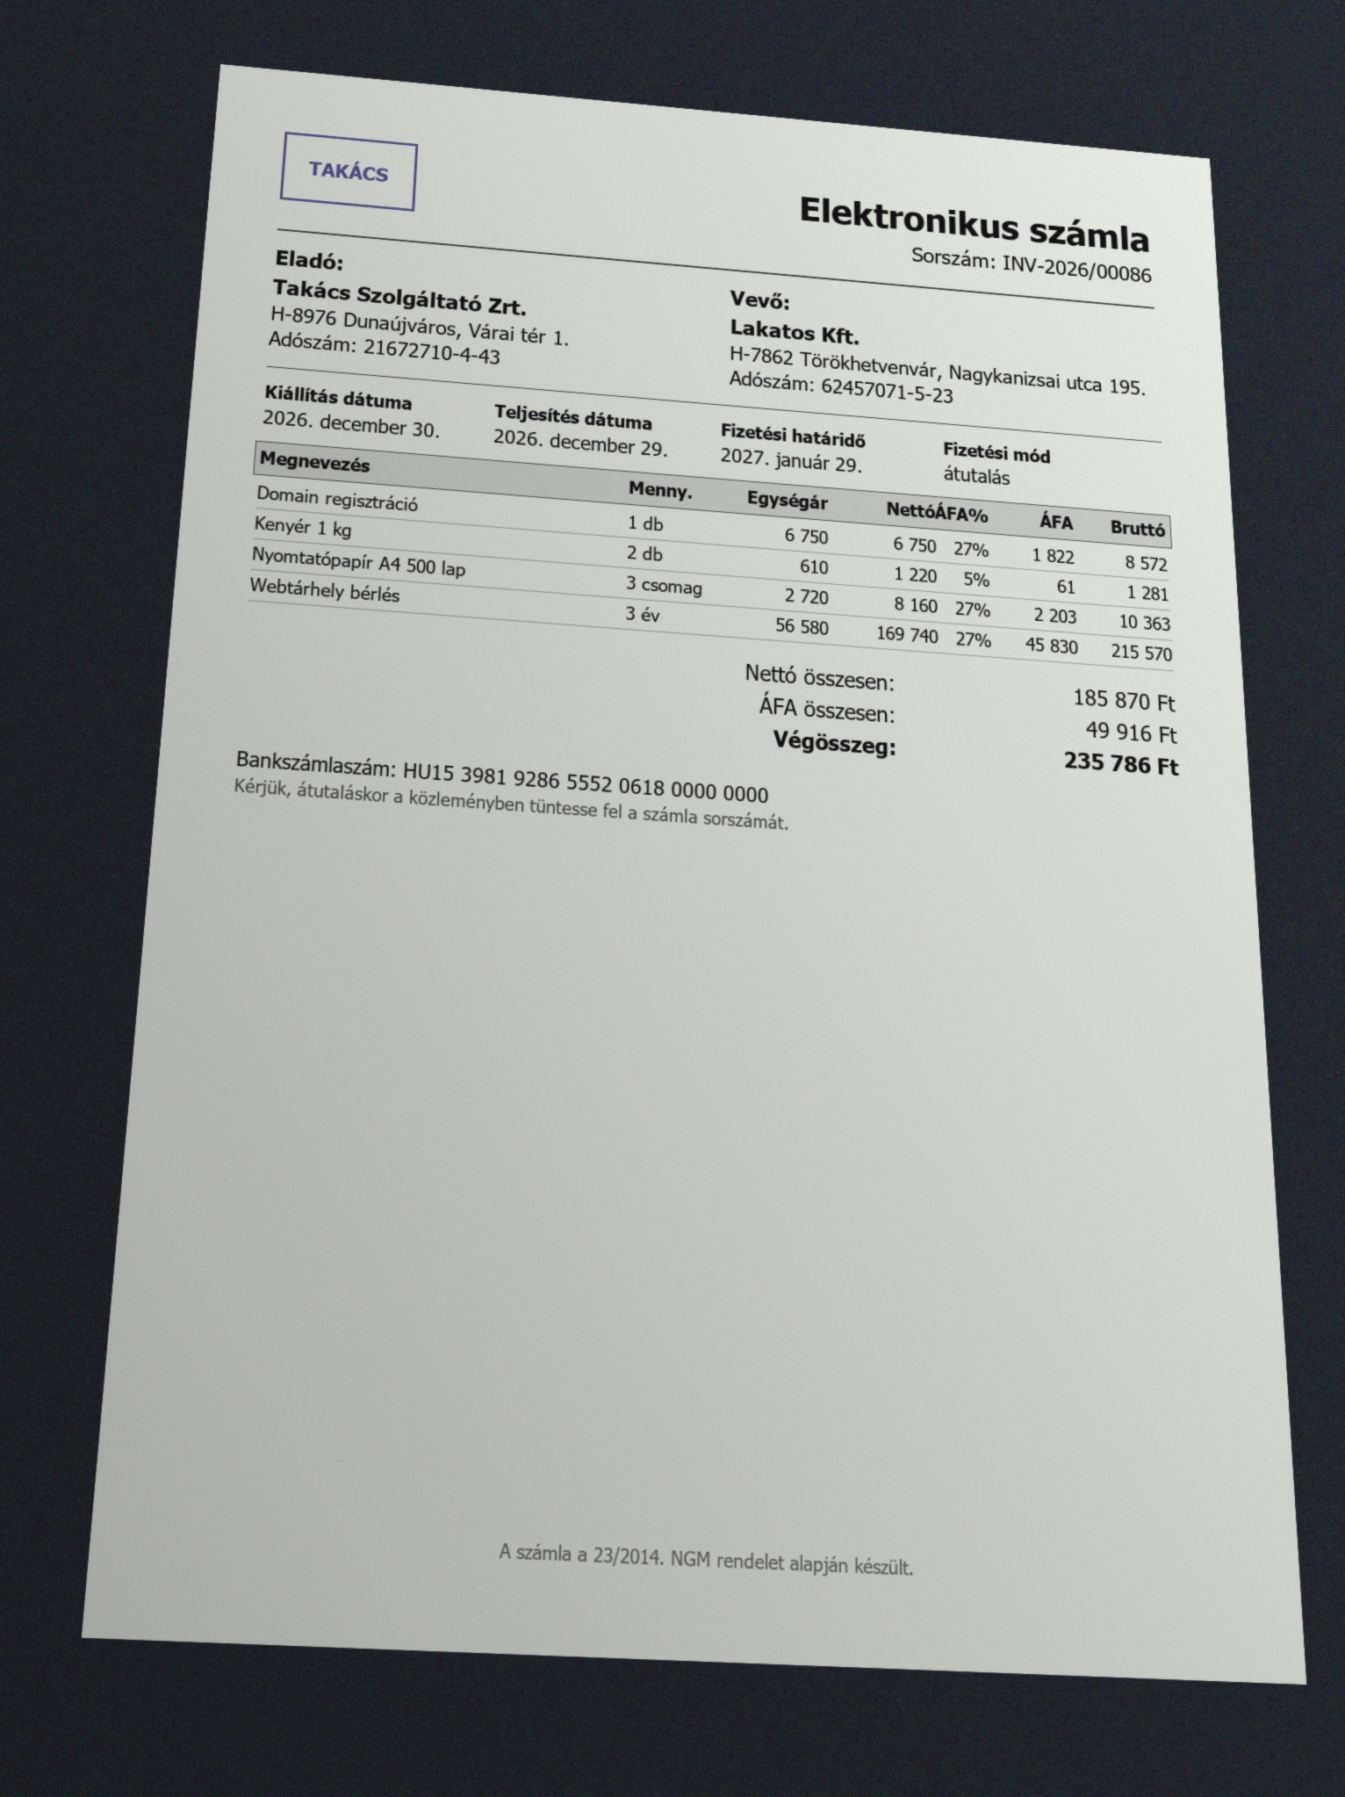 TAKÁCS
Elektronikus számla
Sorszám: INV-2026/00086
Eladó:
Takács Szolgáltató Zrt.
H-8976 Dunaújváros, Várai tér 1.
Adószám: 21672710-4-43
Vevő:
Lakatos Kft.
H-7862 Törökhetvenvár, Nagykanizsai utca 195.
Adószám: 62457071-5-23
Kiállítás dátuma Teljesítés dátuma Fizetési határidő Fizetési mód
2026. december 30. 2026. december 29. 2027. január 29. átutalás
Megnevezés Menny. Egységár Nettó ÁFA% ÁFA Bruttó
Domain regisztráció 1 db 6 750 6 750 27% 1 822 8 572
Kenyér 1 kg 2 db 610 1 220 5% 61 1 281
Nyomtatópapír A4 500 lap 3 csomag 2 720 8 160 27% 2 203 10 363
Webtárhely bérlés 3 év 56 580 169 740 27% 45 830 215 570
Nettó összesen: 185 870 Ft
ÁFA összesen: 49 916 Ft
Végösszeg: 235 786 Ft
Bankszámlaszám: HU15 3981 9286 5552 0618 0000 0000
Kérjük, átutaláskor a közleményben tüntesse fel a számla sorszámát.
A számla a 23/2014. NGM rendelet alapján készült.